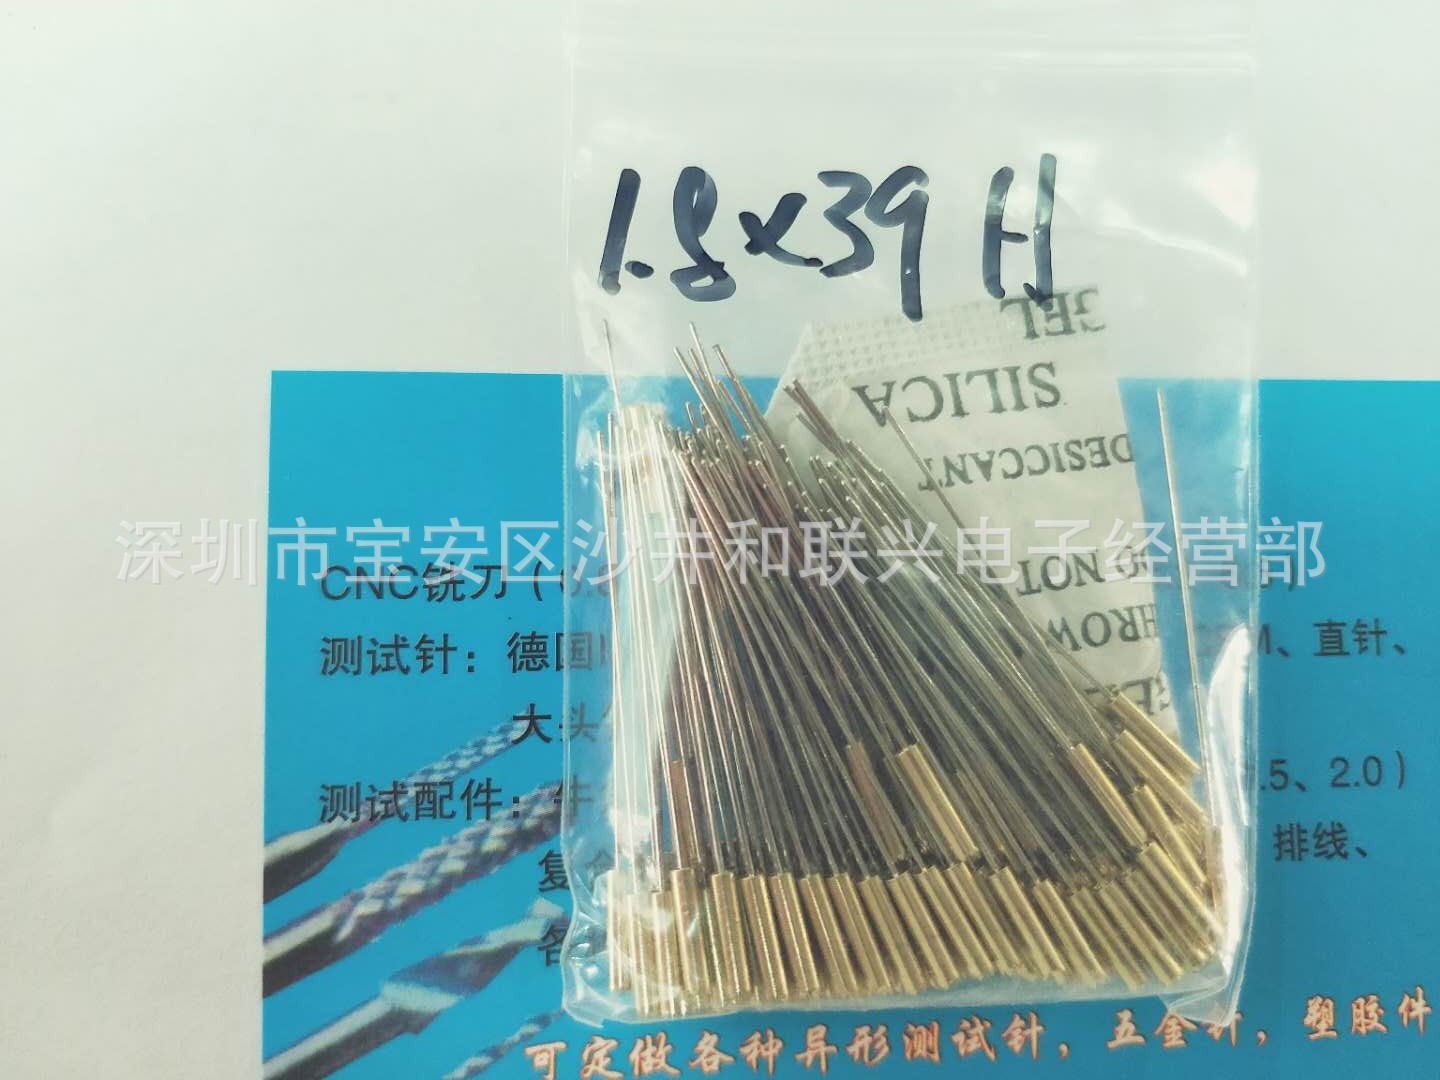 1.8x39 H
GEL
SILICA
DESICCANT
深圳市宝安区沙井和联兴电子经营部
CNC铣刀(
DO NOT
测试针：德国
THROW
M、直针、
大头
测试配件：牛
.5、2.0）
排线、
可定做各种异形测试针，五金针，塑胶件